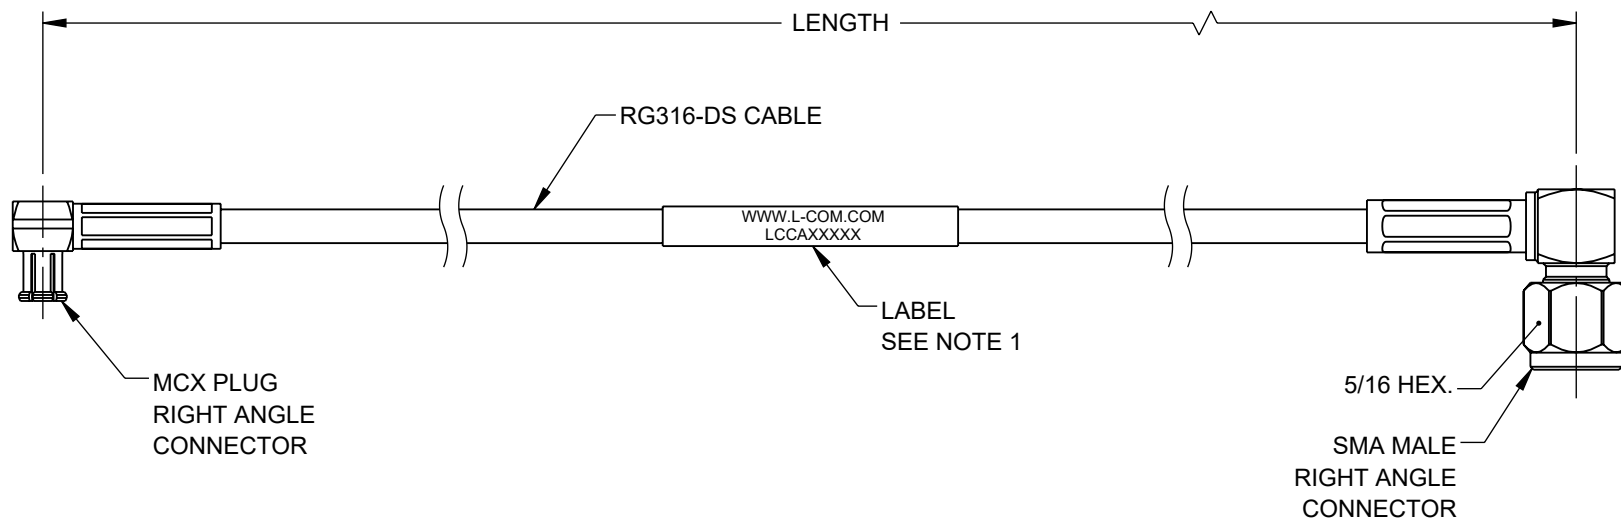 LENGTH
RG316-DS CABLE
WWW.L-COM.COM
LCCAXXXXX
LABEL
SEE NOTE 1
MCX PLUG
RIGHT ANGLE
CONNECTOR
5/16 HEX.
SMA MALE
RIGHT ANGLE
CONNECTOR